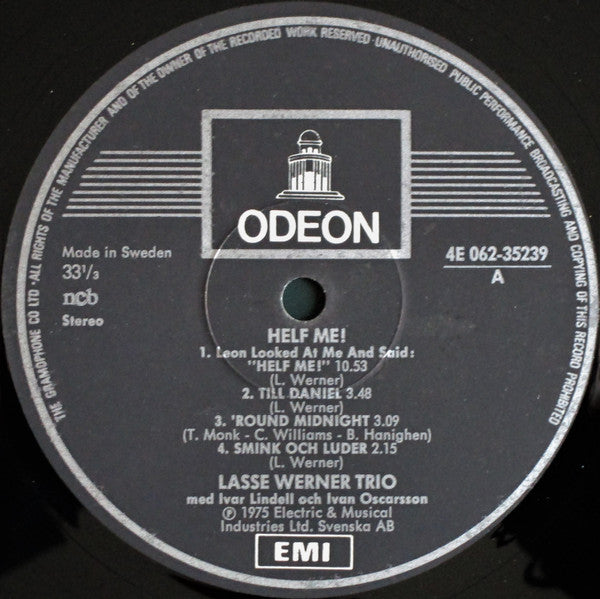 THE GRAMOPHONE CO LTD · ALL RIGHTS OF THE MANUFACTURER AND OF THE OWNER OF THE RECORDED WORK RESERVED · UNAUTHORISED PUBLIC PERFORMANCE BROADCASTING AND COPYING OF THIS RECORD PROHIBITED
ODEON
Made in Sweden
33 1/3
ncb
Stereo
4E 062-35239
A
HELF ME!
1. Leon Looked At Me And Said:
"HELF ME!" 10.53
(L. Werner)
2. TILL DANIEL 3.48
(L. Werner)
3. 'ROUND MIDNIGHT 3.09
(T. Monk - C. Williams - B. Hanighen)
4. SMINK OCH LUDER 2.15
(L. Werner)
LASSE WERNER TRIO
med Ivar Lindell och Ivan Oscarsson
℗ 1975 Electric & Musical
Industries Ltd. Svenska AB
EMI